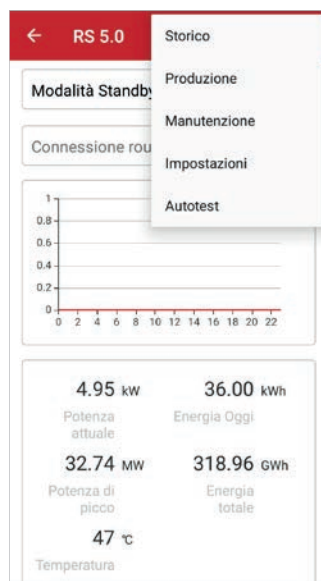 RS 5.0
Storico
Produzione
Manutenzione
Impostazioni
Autotest
Modalità Standby
Connessione rou
1
0.8
0.6
0.4
0.2
0
0 2 4 6 8 10 12 14 16 18 20 22
4.95 kW 36.00 kWh
Potenza Energia Oggi
attuale
32.74 MW 318.96 GWh
Potenza di Energia
picco totale
47 ℃
Temperatura